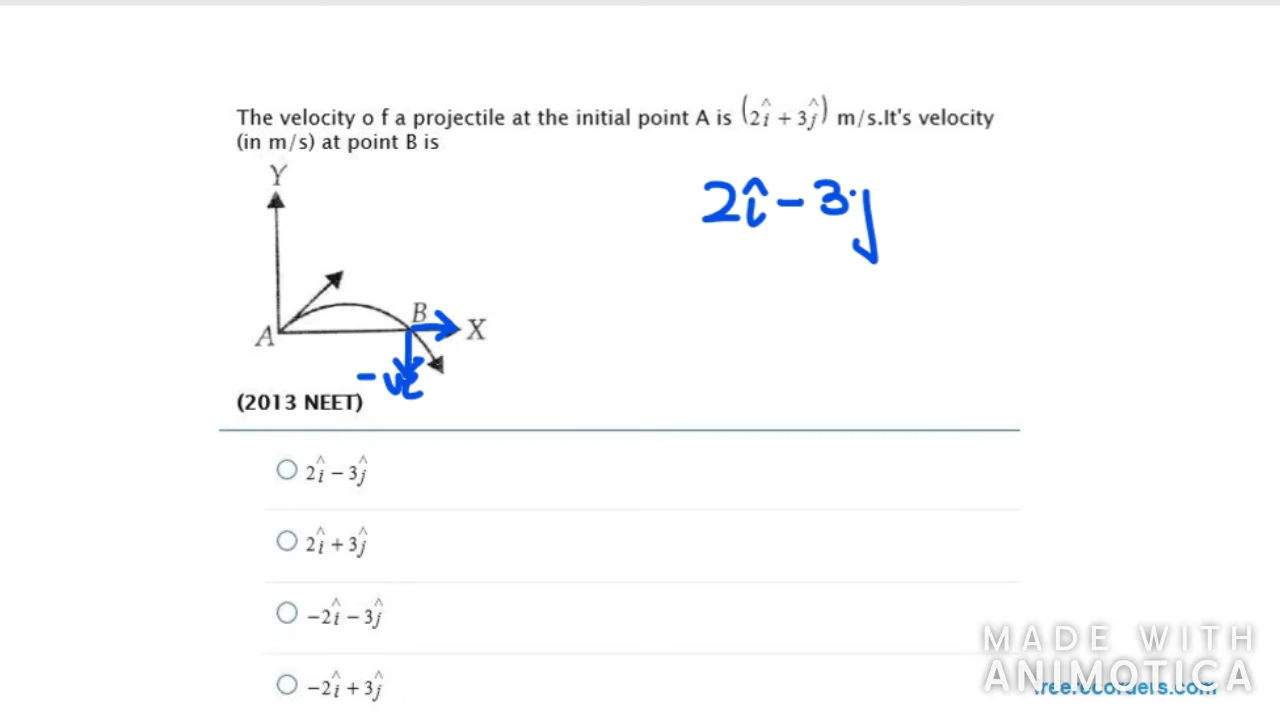 The velocity o f a projectile at the initial point A is (2î + 3ĵ) m/s.It's velocity
(in m/s) at point B is
Y
2î - 3j
B
A
X
-ve
(2013 NEET)
2î − 3ĵ
2î + 3ĵ
−2î − 3ĵ
−2î + 3ĵ
MADE WITH
ANIMOTICA